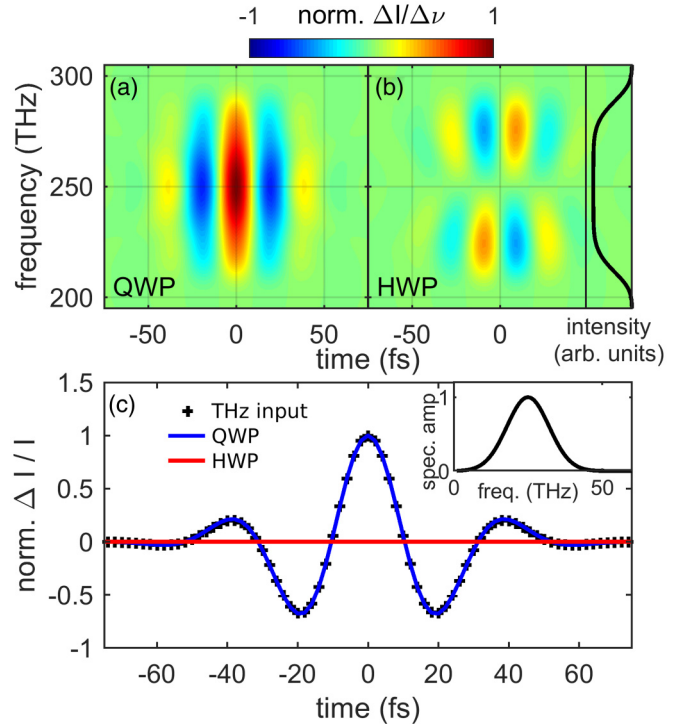 norm. ΔI/Δν
-1 1
(a) (b)
300
250
200
frequency (THz)
QWP HWP
-50 0 50 -50 0
time (fs)
intensity
(arb. units)
(c)
THz input
QWP
HWP
1.5
1
0.5
0
-0.5
-1
norm. Δ I / I
-60 -40 -20 0 20 40 60
time (fs)
spec. amp.
1
0
0 50
freq. (THz)